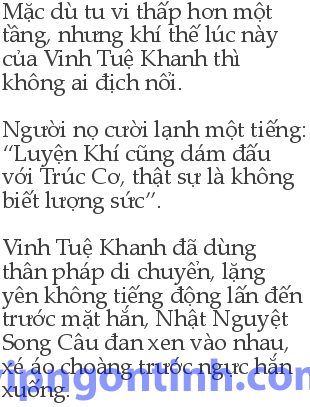 Mặc dù tu vi thấp hơn một
tầng, nhưng khí thế lúc này
của Vinh Tuệ Khanh thì
không ai địch nổi.
Người nọ cười lạnh một tiếng:
“Luyện Khí cũng dám đấu
với Trúc Cơ, thật sự là không
biết lượng sức”.
Vinh Tuệ Khanh đã dùng
thân pháp di chuyển, lặng
yên không tiếng động lấn đến
trước mặt hắn, Nhật Nguyệt
Song Câu đan xen vào nhau,
xé áo choàng trước ngực hắn
xuống.
ripngontinh.com